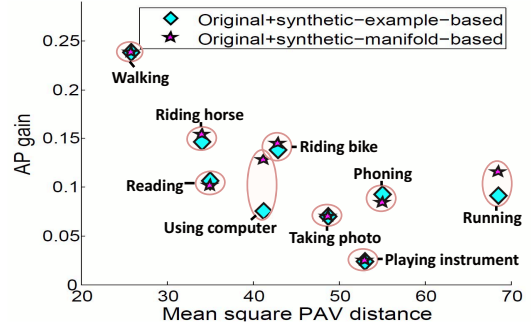 Original+synthetic-example-based
Original+synthetic-manifold-based
0.25
Walking
0.2
AP gain
Riding horse
0.15
Riding bike
Phoning
Reading
0.1
Using computer
Running
Taking photo
0.05
Playing instrument
0
20 30 40 50 60 70
Mean square PAV distance